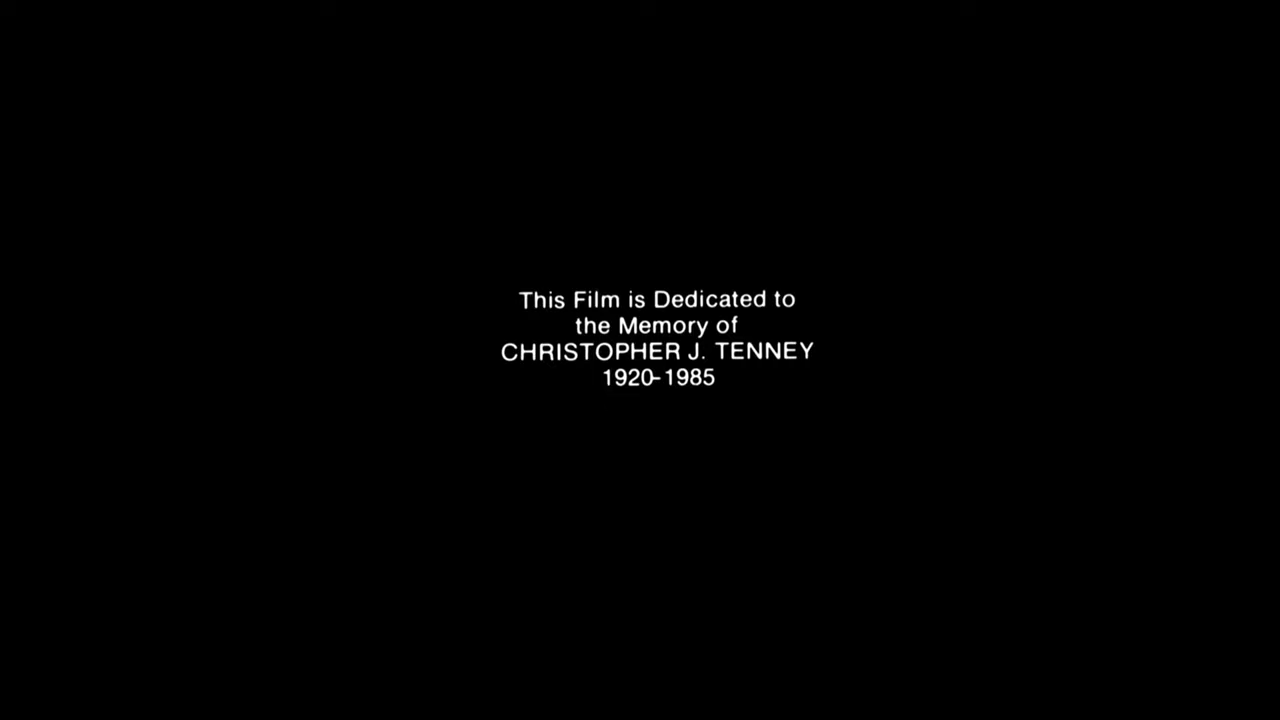 This Film is Dedicated to
the Memory of
CHRISTOPHER J. TENNEY
1920-1985